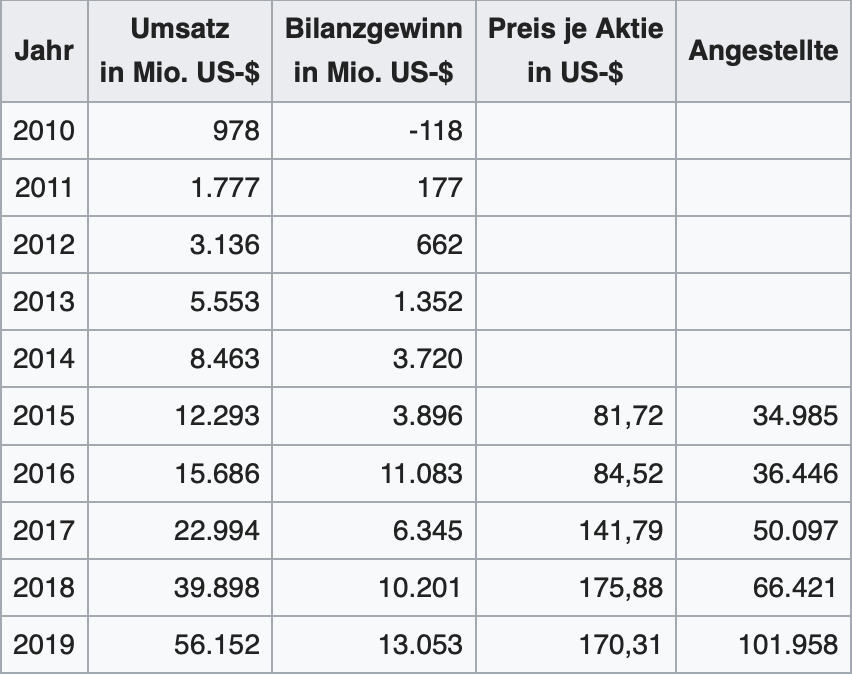 Jahr Umsatz in Mio. US-$ Bilanzgewinn in Mio. US-$ Preis je Aktie in US-$ Angestellte
2010 978 -118
2011 1.777 177
2012 3.136 662
2013 5.553 1.352
2014 8.463 3.720
2015 12.293 3.896 81,72 34.985
2016 15.686 11.083 84,52 36.446
2017 22.994 6.345 141,79 50.097
2018 39.898 10.201 175,88 66.421
2019 56.152 13.053 170,31 101.958